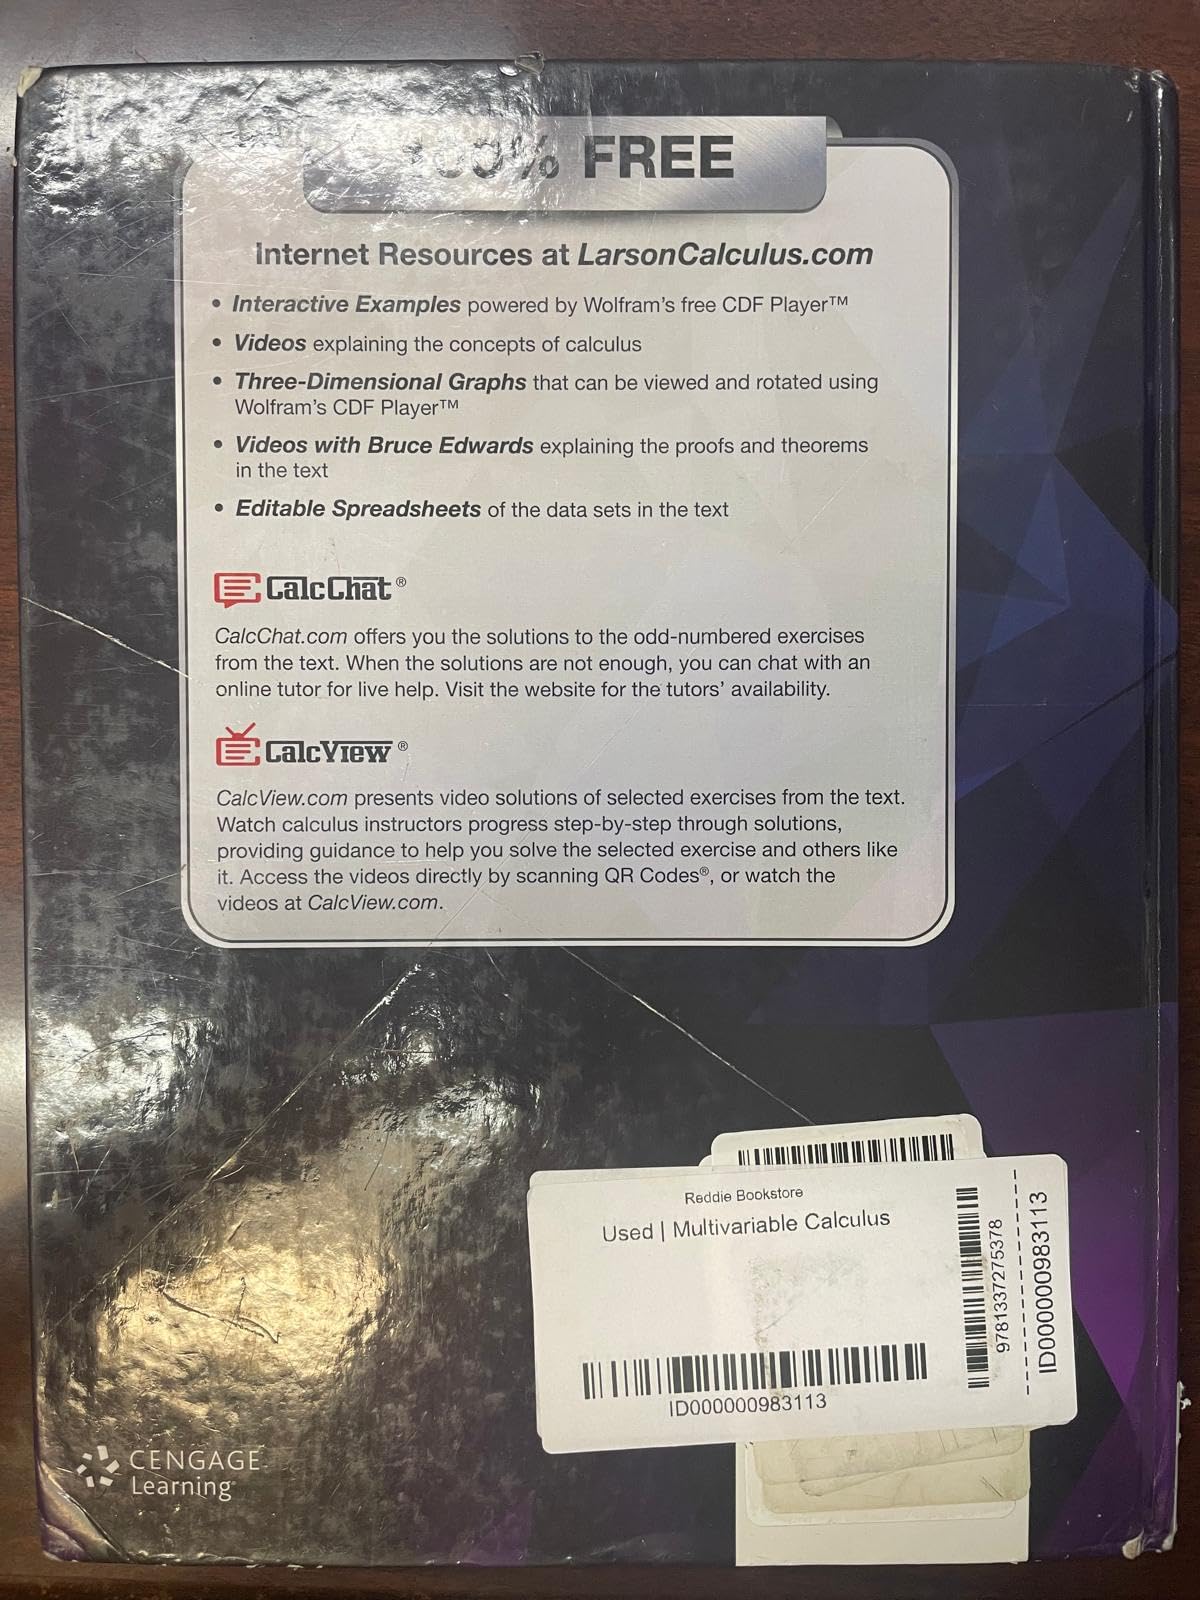 100% FREE
Internet Resources at LarsonCalculus.com
• Interactive Examples powered by Wolfram's free CDF Player™
• Videos explaining the concepts of calculus
• Three-Dimensional Graphs that can be viewed and rotated using
Wolfram's CDF Player™
• Videos with Bruce Edwards explaining the proofs and theorems
in the text
• Editable Spreadsheets of the data sets in the text
CalcChat®
CalcChat.com offers you the solutions to the odd-numbered exercises
from the text. When the solutions are not enough, you can chat with an
online tutor for live help. Visit the website for the tutors' availability.
CalcView®
CalcView.com presents video solutions of selected exercises from the text.
Watch calculus instructors progress step-by-step through solutions,
providing guidance to help you solve the selected exercise and others like
it. Access the videos directly by scanning QR Codes®, or watch the
videos at CalcView.com.
Reddie Bookstore
Used | Multivariable Calculus
ID000000983113
9781337275378
ID000000983113
CENGAGE
Learning